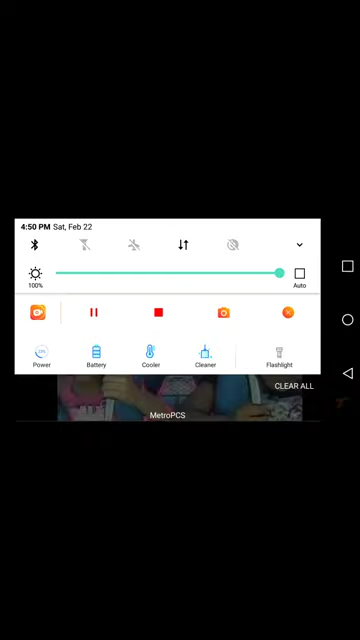 4:50 PM Sat, Feb 22
100%
Auto
Power
Battery
Cooler
Cleaner
Flashlight
CLEAR ALL
MetroPCS